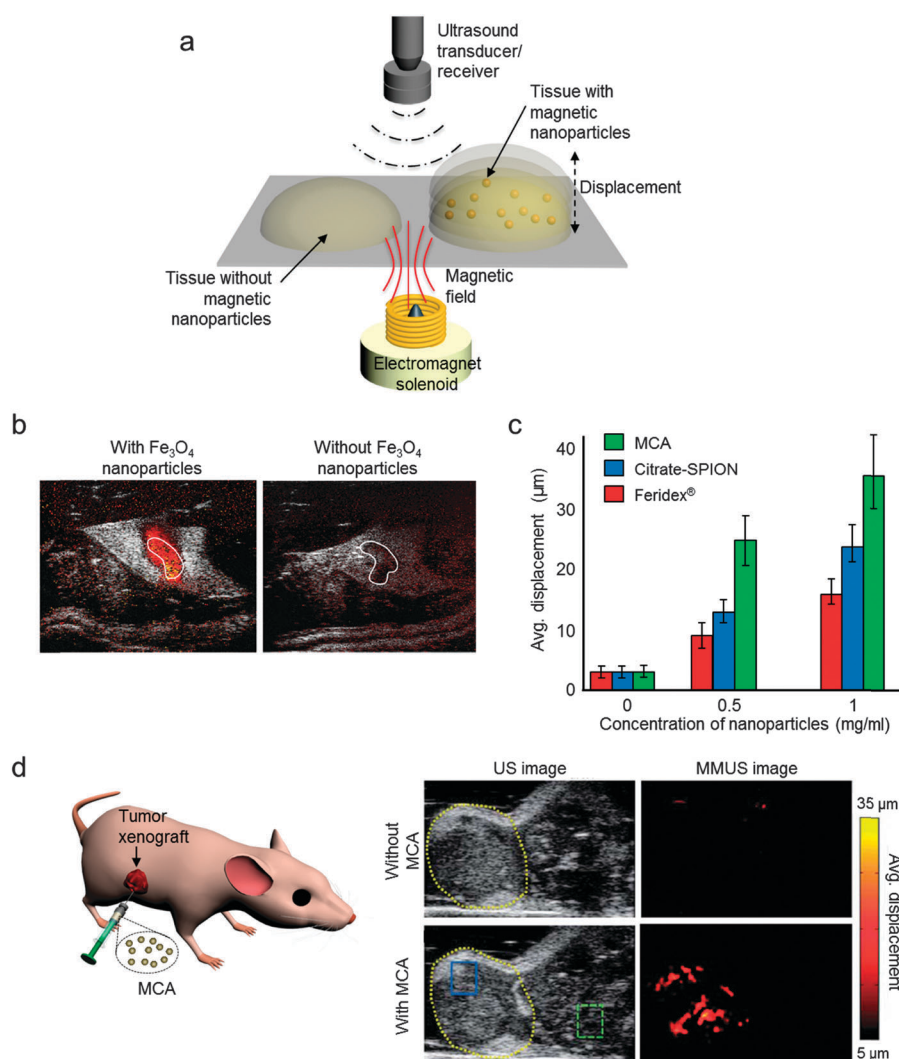 a
Ultrasound
transducer/
receiver
Tissue with
magnetic
nanoparticles
Displacement
Tissue without
magnetic
nanoparticles
Magnetic
field
Electromagnet
solenoid
b
With Fe₃O₄
nanoparticles
Without Fe₃O₄
nanoparticles
c
Avg. displacement (µm)
40
30
20
10
0
MCA
Citrate-SPION
Feridex®
0
0.5
1
Concentration of nanoparticles (mg/ml)
d
Tumor
xenograft
MCA
US image
MMUS image
Without
MCA
With MCA
35 µm
Avg. displacement
5 µm